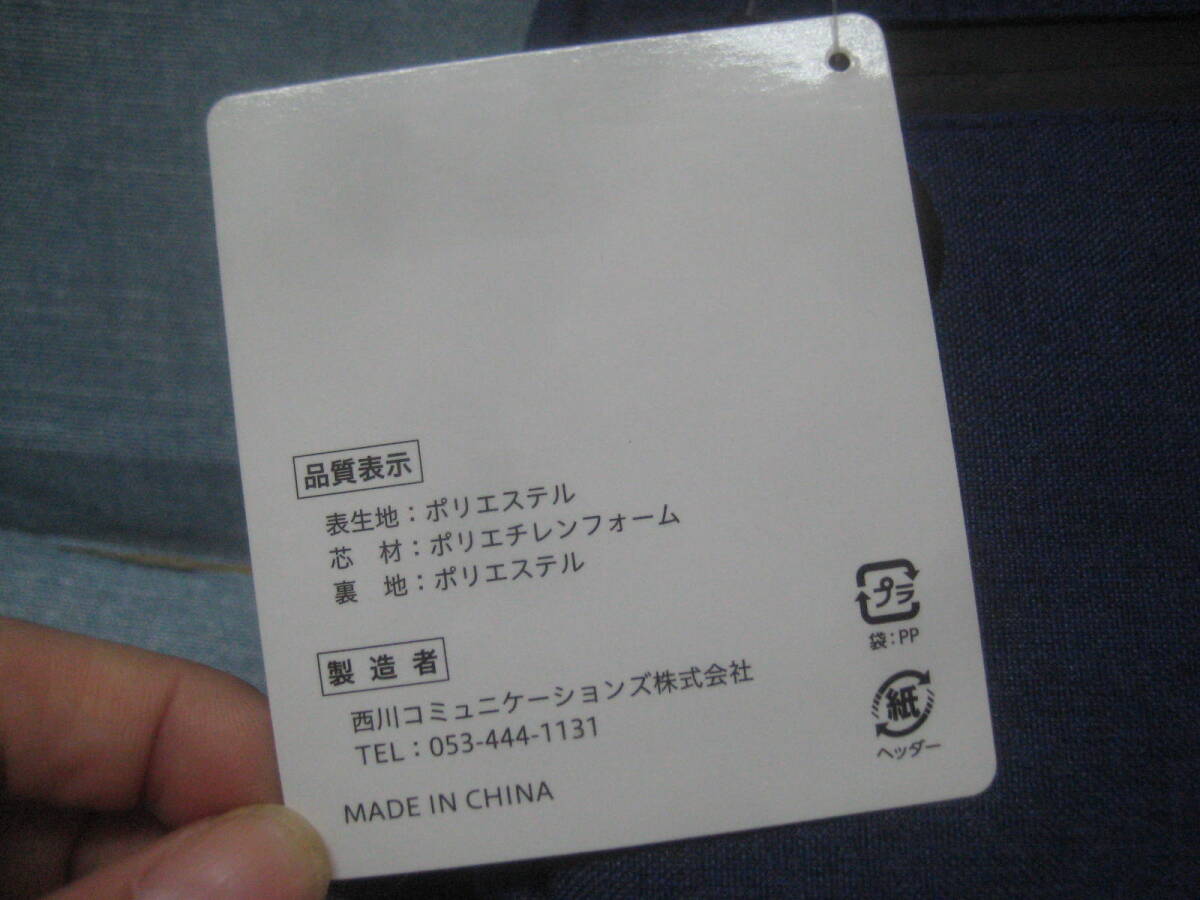 品質表示
表生地：ポリエステル
芯　材：ポリエチレンフォーム
裏　地：ポリエステル
製造者
西川コミュニケーションズ株式会社
TEL：053-444-1131
MADE IN CHINA
プラ
袋：PP
紙
ヘッダー